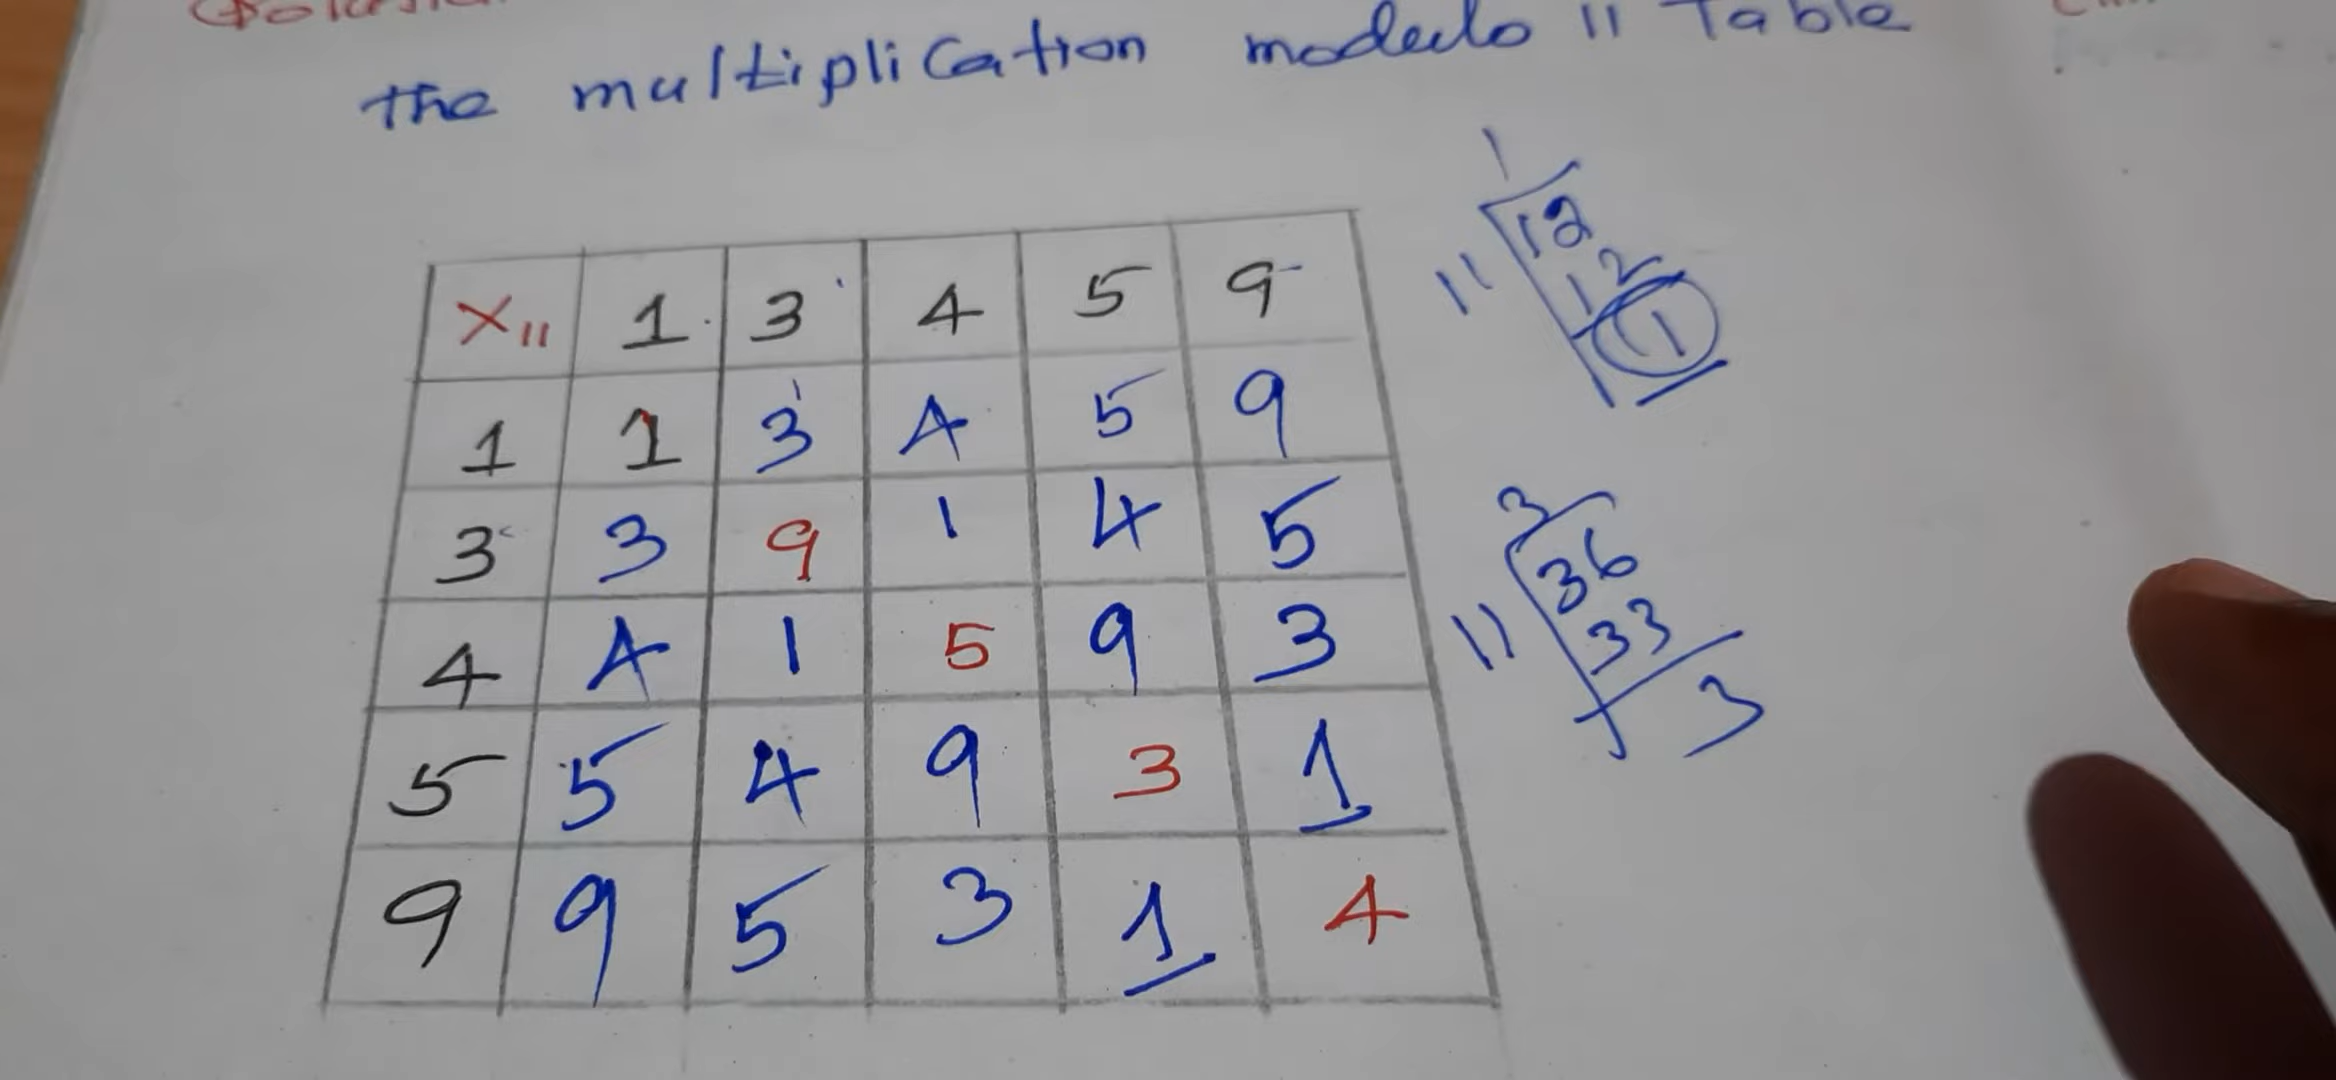 the multiplication modulo 11 Table
X11 1 3 4 5 9
1 1 3 4 5 9
3 3 9 1 4 5
4 4 1 5 9 3
5 5 4 9 3 1
9 9 5 3 1 4
1
11 12
12
1
3
11 36
33
3